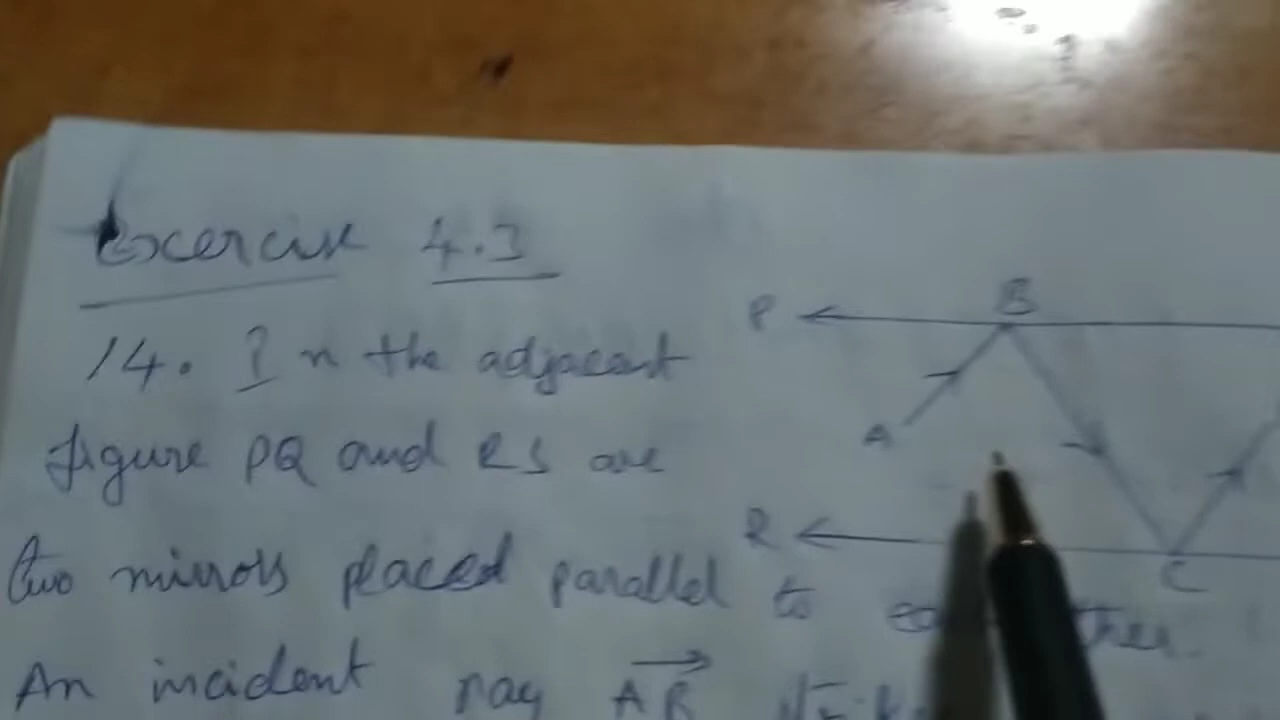 Exercise 4.3
14. In the adjacent
figure PQ and RS are
two mirrors placed parallel to
An incident ray AB
P
B
A
R
C